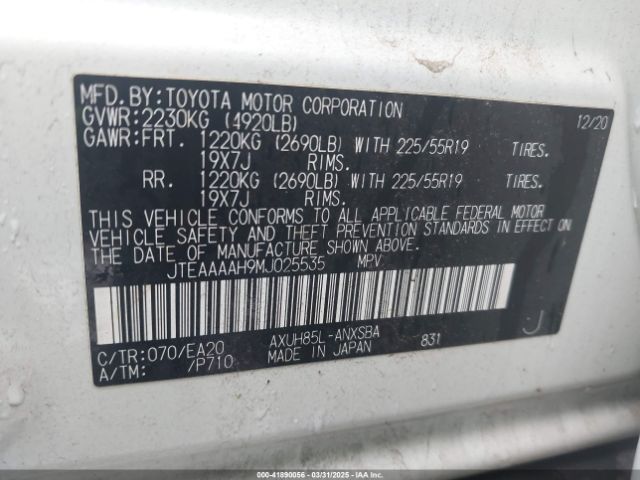 MFD.BY:TOYOTA MOTOR CORPORATION 12/20
GVWR:2230KG (4920LB)
GAWR:FRT. 1220KG (2690LB) WITH 225/55R19 TIRES.
19X7J RIMS.
RR. 1220KG (2690LB) WITH 225/55R19 TIRES.
19X7J RIMS.
THIS VEHICLE CONFORMS TO ALL APPLICABLE FEDERAL MOTOR
VEHICLE SAFETY AND THEFT PREVENTION STANDARDS IN EFFECT ON
THE DATE OF MANUFACTURE SHOWN ABOVE.
JTEAAAAH9MJ025535 MPV
J
C/TR:070/EA20 AXUH85L-ANXSBA 831
A/TM: /P710 MADE IN JAPAN
000-41890056 - 03/31/2025 - IAAI.COM